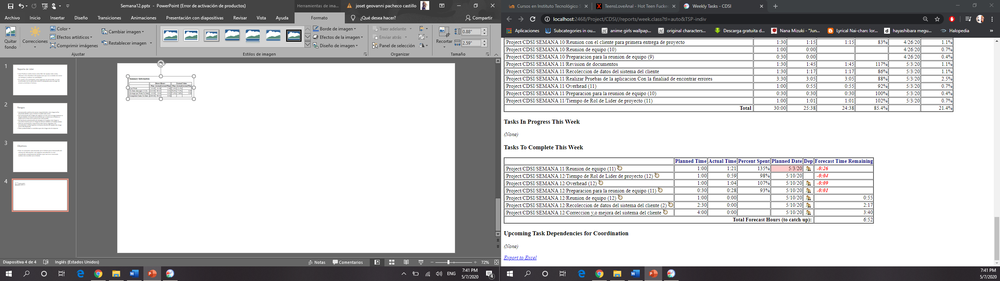 Semana12.pptx - PowerPoint (Error de activación de productos)
Herramientas de ima...
joset geovanni pacheco castillo
Archivo
Inicio
Insertar
Diseño
Transiciones
Animaciones
Presentación con diapositivas
Revisar
Vista
Ayuda
Formato
¿Qué desea hacer?
Compartir
Quitar fondo
Correcciones
Color
Efectos artísticos
Comprimir imágenes
Cambiar imagen
Restablecer imagen
Ajustar
Estilos de imagen
Borde de imagen
Efectos de la imagen
Diseño de imagen
Traer adelante
Enviar atrás
Panel de selección
Organizar
Recortar
0.88"
2.59"
Tamaño
1
Reporte de Lider
2
Riesgos
3
Objetivos
4
Summary Information
Direct Hours Earned Value
Plan Actual Actual/Plan Plan Actual Actual/Plan
Last Week
To Date
Average per Week To Date
Completed Tasks To Date
Diapositiva 4 de 4
Inglés (Estados Unidos)
Notas
Comentarios
72%
ENG
7:41 PM
5/7/2020
4
Cursos en Instituto Tecnológico S
TeensLoveAnal - Hot Teen Fucke
Weekly Tasks - CDSI
localhost:2468/Project/CDSI//reports/week.class?tl=auto&TSP-indiv
Aplicaciones
Subcategories in ou...
anime girls wallpap...
original characters...
Descarga gratuita d...
Nana Mizuki - "Jun...
Lyrical Nai-chan: lor...
hayashibara megu...
Halopedia
»
/Project/CDSI/SEMANA 10/Reunion con el cliente para primera entrega de proyecto 1:30 1:15 1:15 83% 4/26/20 1.1%
/Project/CDSI/SEMANA 10/Reunion de equipo (10) 1:00 0:00 4/26/20 0.7%
/Project/CDSI/SEMANA 10/Preparacion para la reunion de equipo (9) 0:30 0:00 4/26/20 0.4%
/Project/CDSI/SEMANA 11/Revision de documentos 1:30 1:45 1:45 117% 5/3/20 1.1%
/Project/CDSI/SEMANA 11/Recoleccion de datos del sistema del cliente 1:30 1:17 1:17 86% 5/3/20 1.1%
/Project/CDSI/SEMANA 11/Realizar Pruebas de la aplicacion Con la finaliad de encontrar errores 3:30 3:05 3:05 88% 5/3/20 2.5%
/Project/CDSI/SEMANA 11/Overhead (11) 1:00 0:55 0:55 92% 5/3/20 0.7%
/Project/CDSI/SEMANA 11/Preparacion para la reunion de equipo (10) 0:30 0:30 0:30 100% 5/3/20 0.4%
/Project/CDSI/SEMANA 11/Tiempo de Rol de Lider de proyecto (11) 1:00 1:01 1:01 102% 5/3/20 0.7%
Total 30:00 25:38 24:38 85.4% 21.4%
Tasks In Progress This Week
(None)
Tasks To Complete This Week
Planned Time Actual Time Percent Spent Planned Date Dep Forecast Time Remaining
/Project/CDSI/SEMANA 11/Reunion de equipo (11) 1:00 1:21 135% 5/3/20 -0:26
/Project/CDSI/SEMANA 12/Tiempo de Rol de Lider de proyecto (12) 1:00 0:59 98% 5/10/20 -0:04
/Project/CDSI/SEMANA 12/Overhead (12) 1:00 1:04 107% 5/10/20 -0:09
/Project/CDSI/SEMANA 12/Preparacion para la reunion de equipo (11) 0:30 0:28 93% 5/10/20 -0:01
/Project/CDSI/SEMANA 12/Reunion de equipo (12) 1:00 0:00 5/10/20 0:55
/Project/CDSI/SEMANA 12/Recoleccion de datos del sistema del cliente (2) 2:30 0:00 5/10/20 2:17
/Project/CDSI/SEMANA 12/Correccion y,o mejora del sistema del cliente 4:00 0:00 5/10/20 3:40
Total Forecast Hours (to catch up): 6:52
Upcoming Task Dependencies for Coordination
(None)
Export to Excel
7:41 PM
5/7/2020